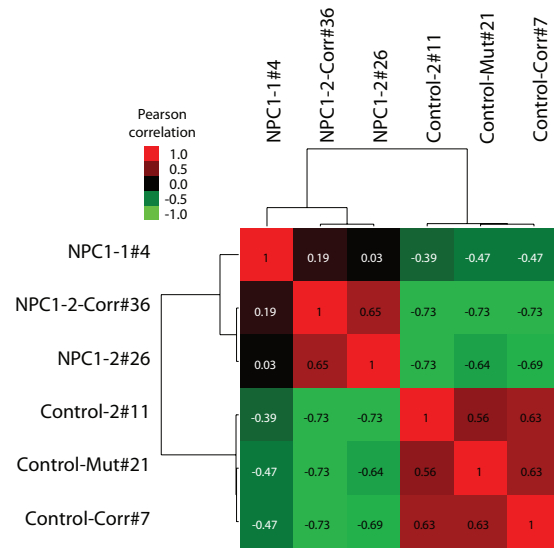 NPC1-1#4
NPC1-2-Corr#36
NPC1-2#26
Control-2#11
Control-Mut#21
Control-Corr#7
Pearson
correlation
1.0
0.5
0.0
-0.5
-1.0
NPC1-1#4 1 0.19 0.03 -0.39 -0.47 -0.47
NPC1-2-Corr#36 0.19 1 0.65 -0.73 -0.73 -0.73
NPC1-2#26 0.03 0.65 1 -0.73 -0.64 -0.69
Control-2#11 -0.39 -0.73 -0.73 1 0.56 0.63
Control-Mut#21 -0.47 -0.73 -0.64 0.56 1 0.63
Control-Corr#7 -0.47 -0.73 -0.69 0.63 0.63 1